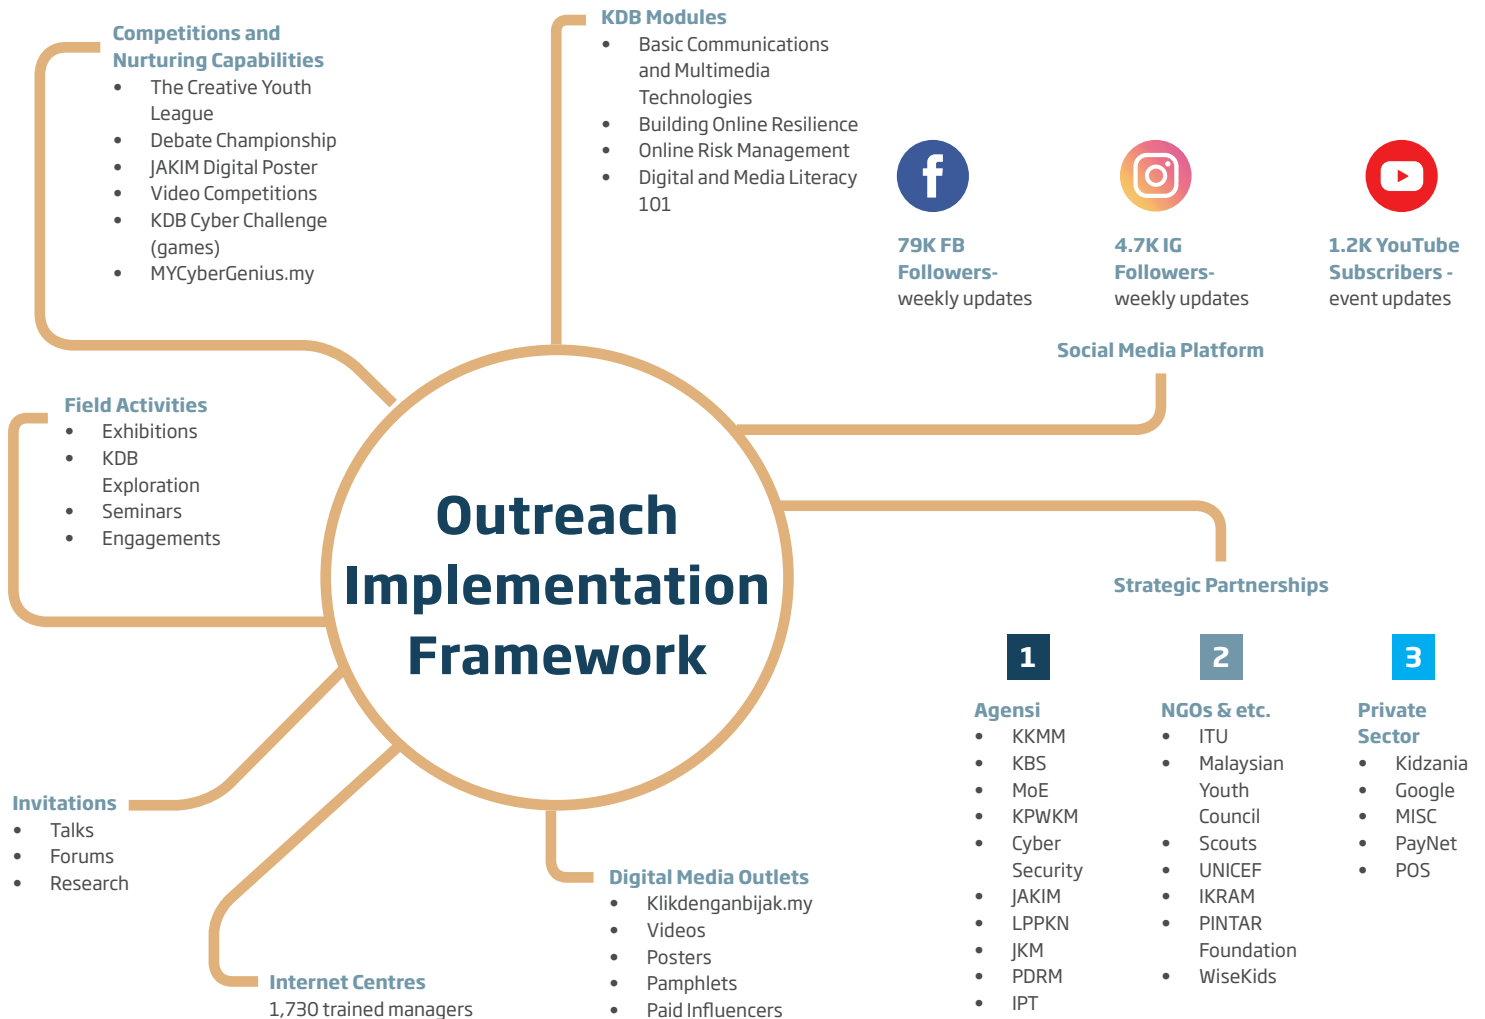 Competitions and
Nurturing Capabilities
• The Creative Youth
League
• Debate Championship
• JAKIM Digital Poster
• Video Competitions
• KDB Cyber Challenge
(games)
• MYCyberGenius.my
KDB Modules
• Basic Communications
and Multimedia
Technologies
• Building Online Resilience
• Online Risk Management
• Digital and Media Literacy
101
79K FB
Followers-
weekly updates
4.7K IG
Followers-
weekly updates
1.2K YouTube
Subscribers -
event updates
Social Media Platform
Field Activities
• Exhibitions
• KDB
Exploration
• Seminars
• Engagements
Outreach
Implementation
Framework
Strategic Partnerships
1
Agensi
• KKMM
• KBS
• MoE
• KPWKM
• Cyber
Security
• JAKIM
• LPPKN
• JKM
• PDRM
• IPT
2
NGOs & etc.
• ITU
• Malaysian
Youth
Council
• Scouts
• UNICEF
• IKRAM
• PINTAR
Foundation
• WiseKids
3
Private
Sector
• Kidzania
• Google
• MISC
• PayNet
• POS
Invitations
• Talks
• Forums
• Research
Internet Centres
1,730 trained managers
Digital Media Outlets
• Klikdenganbijak.my
• Videos
• Posters
• Pamphlets
• Paid Influencers